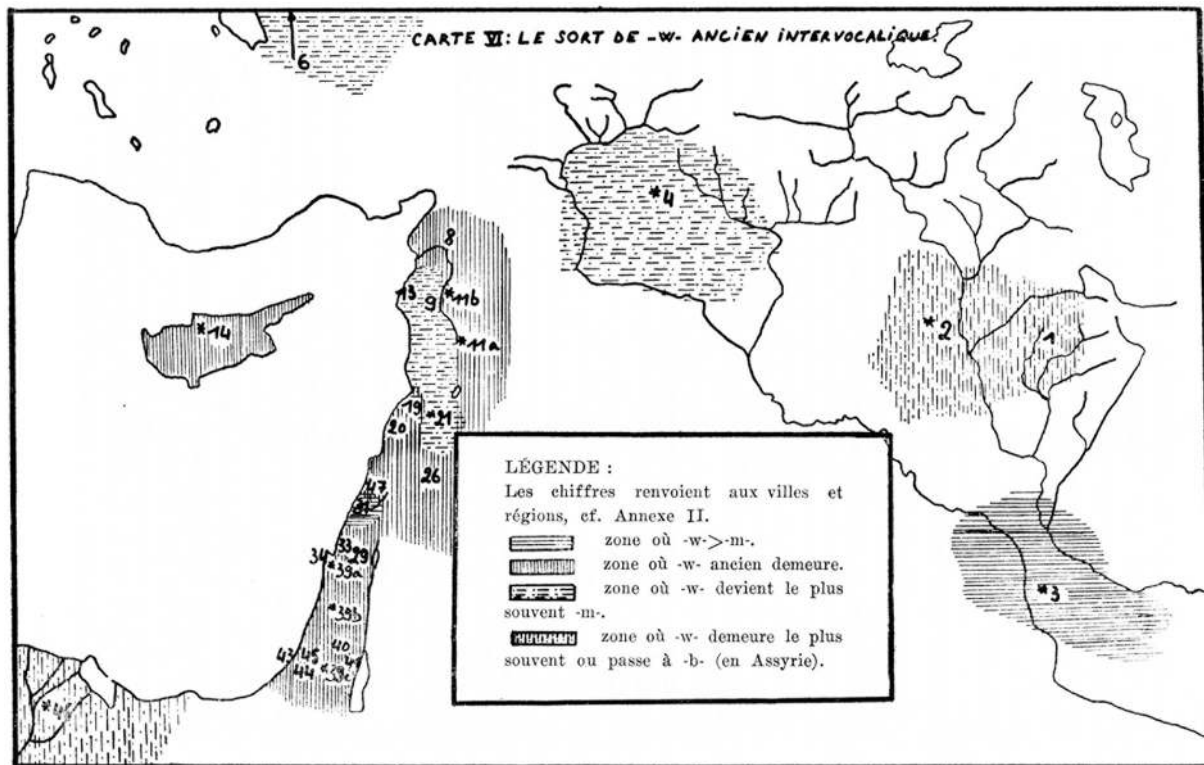 CARTE VI: LE SORT DE -W- ANCIEN INTERVOCALIQUE.
6
*4
8
13
9
*11b
*14
*11a
*2
1
19
*21
20
26
47
34
33
29
*39a
*39b
40
43
45
44
*3
LÉGENDE :
Les chiffres renvoient aux villes et
régions, cf. Annexe II.
zone où -w->-m-.
zone où -w- ancien demeure.
zone où -w- devient le plus
souvent -m-.
zone où -w- demeure le plus
souvent ou passe à -b- (en Assyrie).